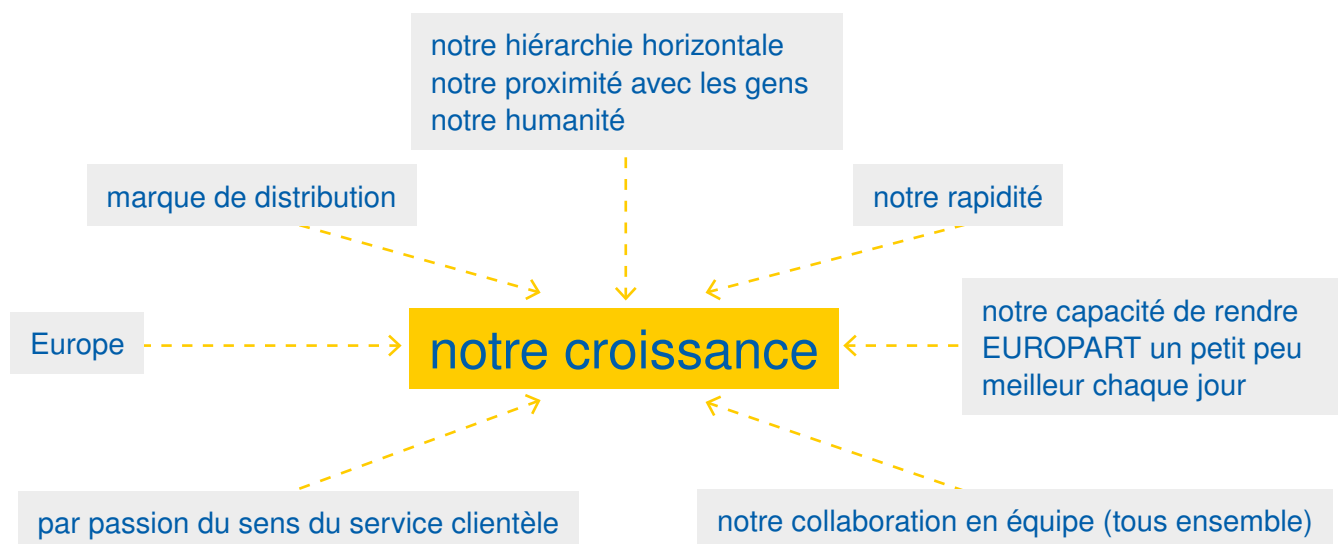 notre hiérarchie horizontale
notre proximité avec les gens
notre humanité
marque de distribution
notre rapidité
Europe
notre croissance
notre capacité de rendre
EUROPART un petit peu
meilleur chaque jour
par passion du sens du service clientèle
notre collaboration en équipe (tous ensemble)